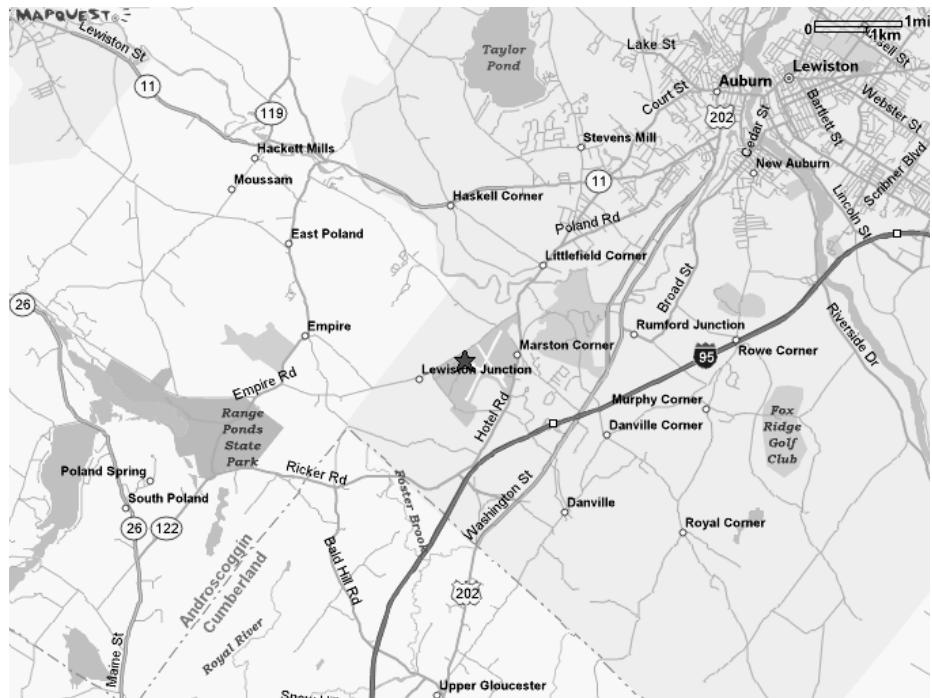 MAPQUEST
0 1mi
1km
Lewiston St
Taylor
Pond
Lake St
Auburn
Lewiston
Court St
202
Cedar St
Bartlett St
Webster St
Scribner Blvd
Lincoln St
11
119
Hackett Mills
Moussam
Stevens Mill
New Auburn
11
Haskell Corner
Poland Rd
East Poland
Littlefield Corner
Broad St
Riverside Dr
26
Empire
Rumford Junction
Rowe Corner
95
Marston Corner
Lewiston Junction
Empire Rd
Hotel Rd
Murphy Corner
Danville Corner
Range
Ponds
State
Park
Fox
Ridge
Golf
Club
Poland Spring
South Poland
Ricker Rd
Foster Brook
Washington St
Danville
Royal Corner
26
122
Bald Hill Rd
Androscoggin
Cumberland
202
Royal River
Maine St
Upper Gloucester